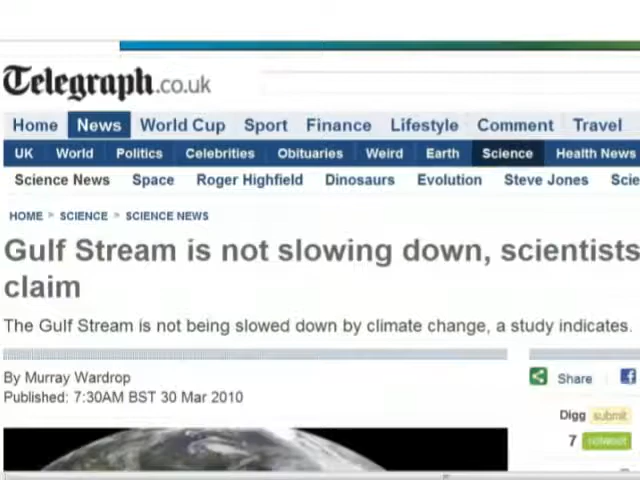 Telegraph.co.uk
Home News World Cup Sport Finance Lifestyle Comment Travel
UK World Politics Celebrities Obituaries Weird Earth Science Health News
Science News Space Roger Highfield Dinosaurs Evolution Steve Jones Scie
HOME > SCIENCE > SCIENCE NEWS
Gulf Stream is not slowing down, scientists
claim
The Gulf Stream is not being slowed down by climate change, a study indicates.
By Murray Wardrop
Published: 7:30AM BST 30 Mar 2010
Share
Digg submit
7 retweet